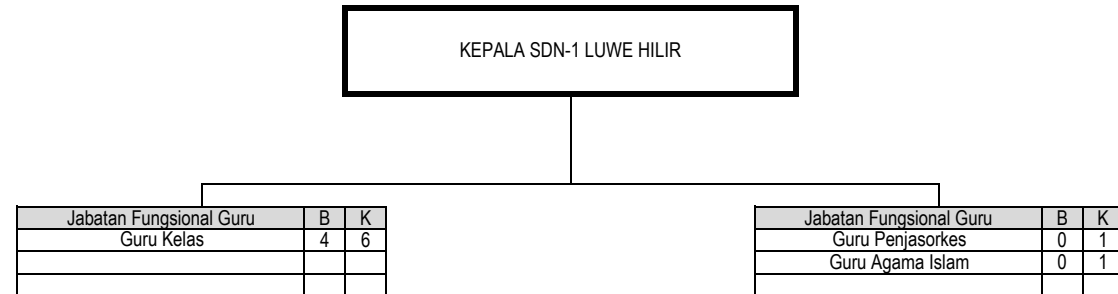 KEPALA SDN-1 LUWE HILIR
Jabatan Fungsional Guru B K
Guru Kelas 4 6
Jabatan Fungsional Guru B K
Guru Penjasorkes 0 1
Guru Agama Islam 0 1